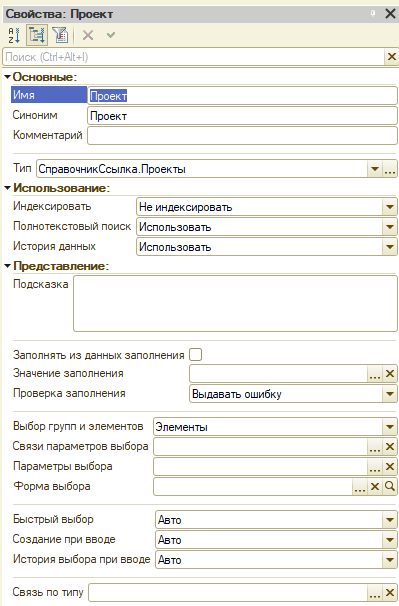 Свойства: Проект
Поиск (Ctrl+Alt+I)
Основные:
Имя Проект
Синоним Проект
Комментарий
Тип СправочникСсылка.Проекты
Использование:
Индексировать Не индексировать
Полнотекстовый поиск Использовать
История данных Использовать
Представление:
Подсказка
Заполнять из данных заполнения
Значение заполнения
Проверка заполнения Выдавать ошибку
Выбор групп и элементов Элементы
Связи параметров выбора
Параметры выбора
Форма выбора
Быстрый выбор Авто
Создание при вводе Авто
История выбора при вводе Авто
Связь по типу